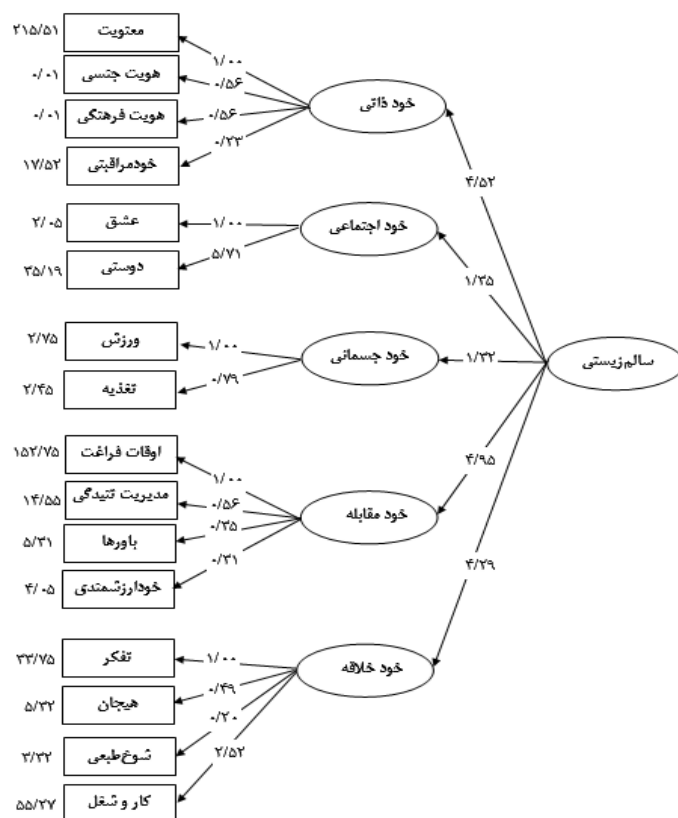 سالم‌زیستی
۴/۵۲
۱/۳۵
۱/۳۲
۴/۹۵
۴/۲۹
خود ذاتی
۱/۰۰
۰/۵۶
۰/۵۶
۰/۲۳
معنویت
۲۱۵/۵۱
هویت جنسی
۰/۰۱
هویت فرهنگی
۰/۰۱
خودمراقبتی
۱۷/۵۲
خود اجتماعی
۱/۰۰
۵/۷۱
عشق
۲/۰۵
دوستی
۳۵/۱۹
خود جسمانی
۱/۰۰
۰/۷۹
ورزش
۲/۷۵
تغذیه
۲/۴۵
خود مقابله
۱/۰۰
۰/۵۶
۰/۳۵
۰/۳۱
اوقات فراغت
۱۵۲/۷۵
مدیریت تنیدگی
۱۴/۵۵
باورها
۵/۳۱
خودارزشمندی
۴/۰۵
خود خلاقه
۱/۰۰
۰/۴۹
۰/۲۰
۲/۵۲
تفکر
۳۳/۷۵
هیجان
۵/۳۲
شوخ‌طبعی
۳/۳۲
کار و شغل
۵۵/۲۷